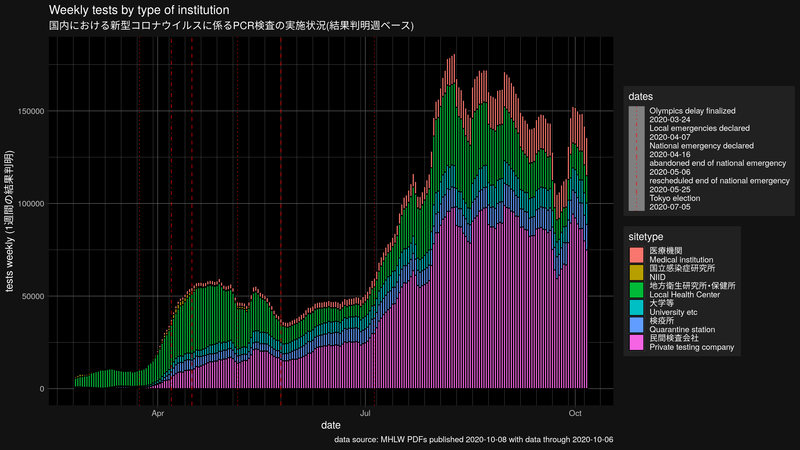 Weekly tests by type of institution
国内における新型コロナウイルスに係るPCR検査の実施状況(結果判明週ベース)
tests weekly (1週間の結果判明)
150000
100000
50000
0
Apr
Jul
Oct
date
data source: MHLW PDFs published 2020-10-08 with data through 2020-10-06
dates
Olympics delay finalized
2020-03-24
Local emergencies declared
2020-04-07
National emergency declared
2020-04-16
abandoned end of national emergency
2020-05-06
rescheduled end of national emergency
2020-05-25
Tokyo election
2020-07-05
sitetype
医療機関
Medical institution
国立感染症研究所
NIID
地方衛生研究所・保健所
Local Health Center
大学等
University etc
検疫所
Quarantine station
民間検査会社
Private testing company